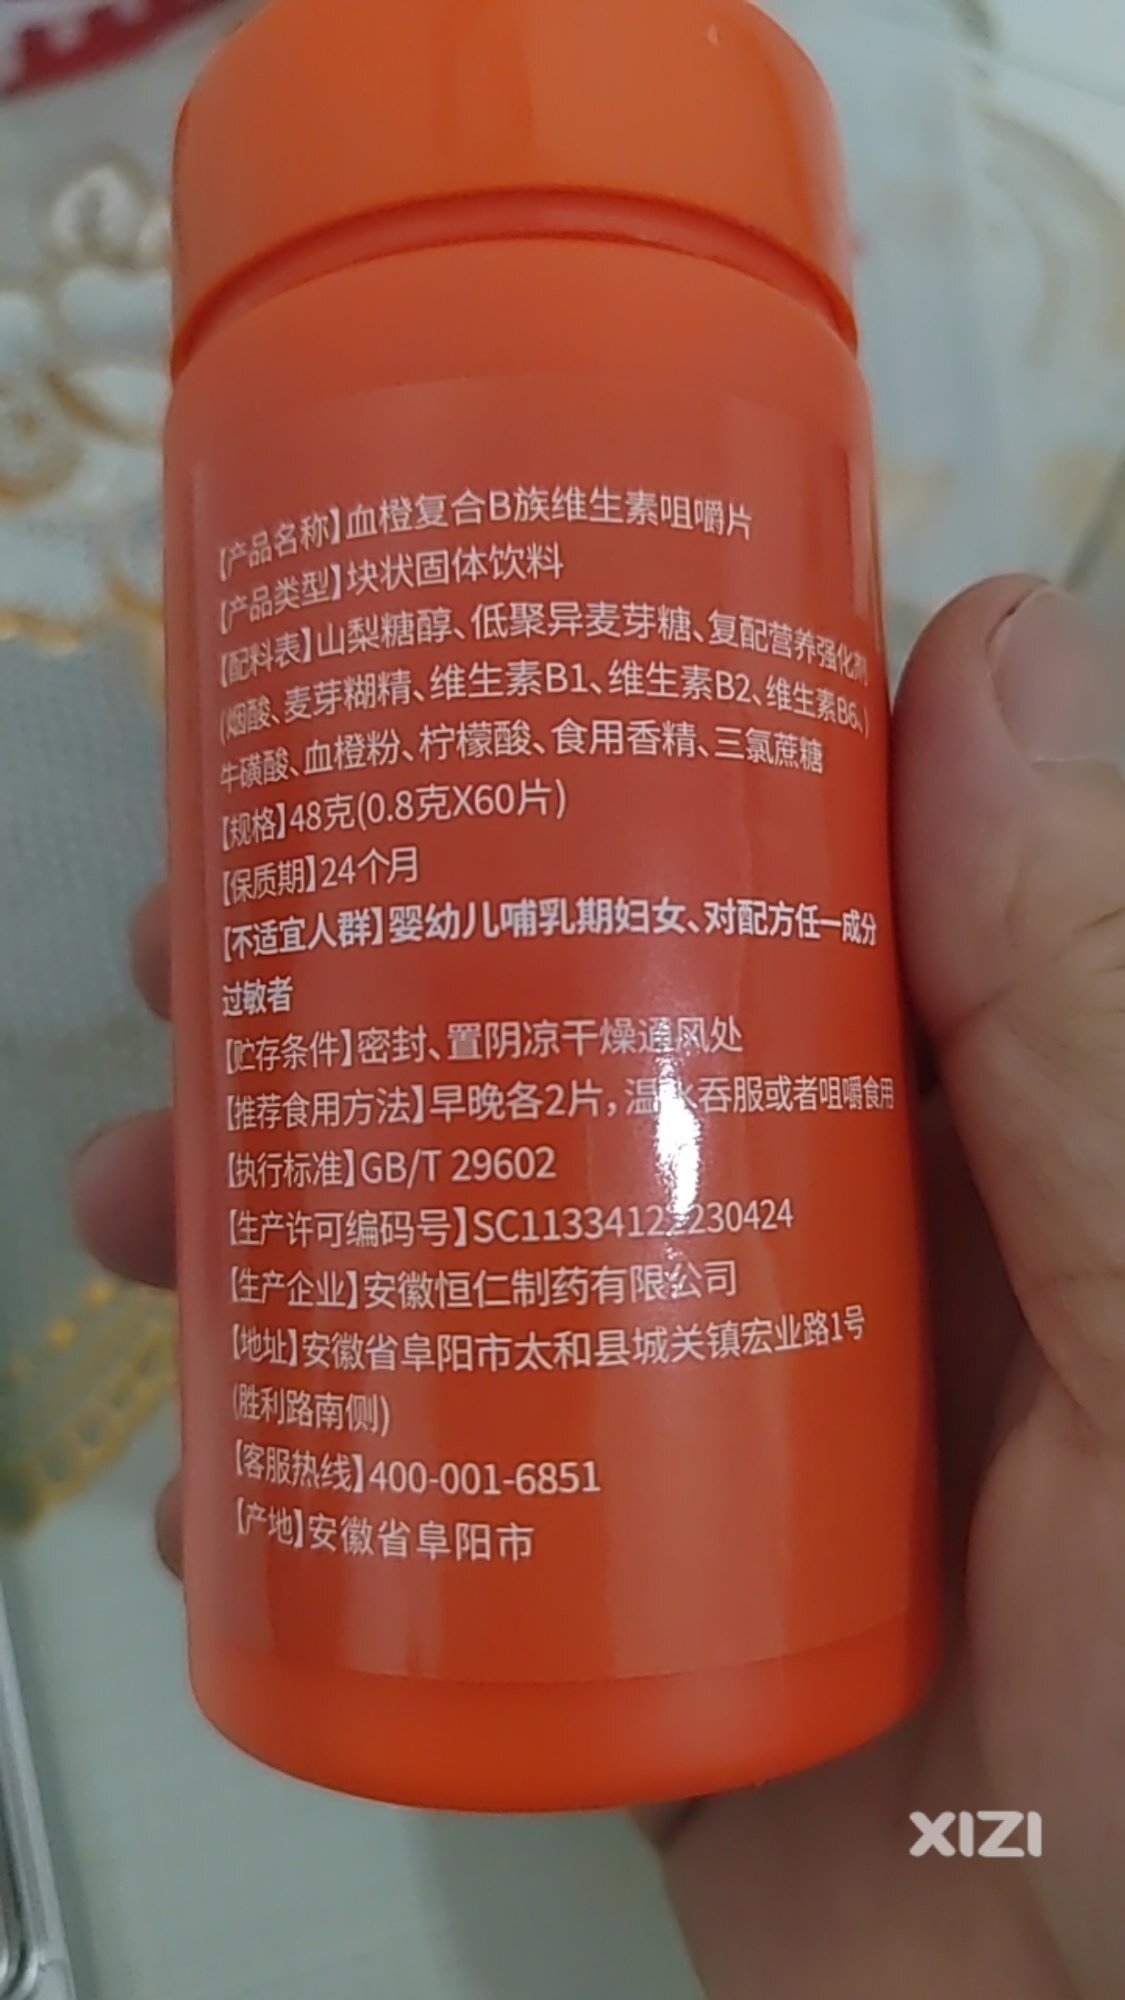 【产品名称】血橙复合B族维生素咀嚼片
【产品类型】块状固体饮料
【配料表】山梨糖醇、低聚异麦芽糖、复配营养强化剂
(烟酸、麦芽糊精、维生素B1、维生素B2、维生素B6、)
牛磺酸、血橙粉、柠檬酸、食用香精、三氯蔗糖
【规格】48克(0.8克X60片)
【保质期】24个月
【不适宜人群】婴幼儿哺乳期妇女、对配方任一成分
过敏者
【贮存条件】密封、置阴凉干燥通风处
【推荐食用方法】早晚各2片，温水吞服或者咀嚼食用
【执行标准】GB/T 29602
【生产许可编码号】SC11334122230424
【生产企业】安徽恒仁制药有限公司
【地址】安徽省阜阳市太和县城关镇宏业路1号
(胜利路南侧)
【客服热线】400-001-6851
【产地】安徽省阜阳市
XIZI